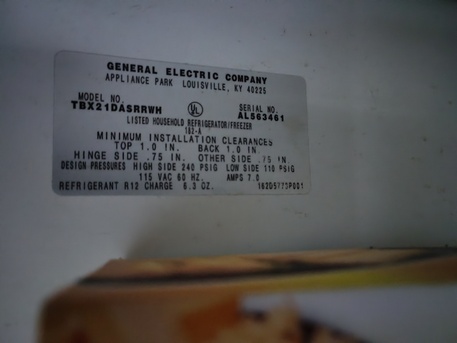 GENERAL ELECTRIC COMPANY
APPLIANCE PARK LOUISVILLE, KY 40225
MODEL NO. SERIAL NO.
TBX21DASRRWH UL AL563461
LISTED HOUSEHOLD REFRIGERATOR/FREEZER
182-A
MINIMUM INSTALLATION CLEARANCES
TOP 1.0 IN. BACK 1.0 IN.
HINGE SIDE .75 IN. OTHER SIDE .75 IN
DESIGN PRESSURES HIGH SIDE 240 PSIG LOW SIDE 110 PSIG
115 VAC 60 HZ. AMPS 7.0
REFRIGERANT R12 CHARGE 6.3 OZ. 162D5773P001